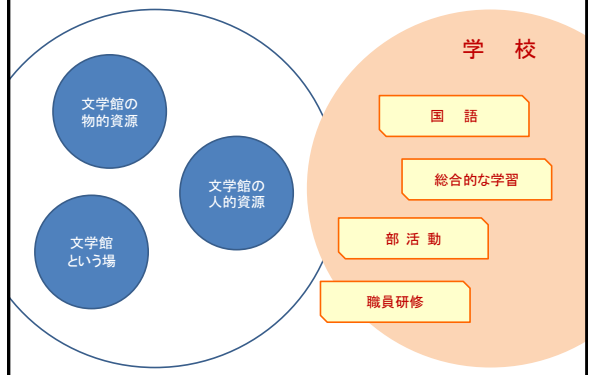 文学館の
物的資源
文学館の
人的資源
文学館
という場
学 校
国 語
総合的な学習
部 活 動
職員研修